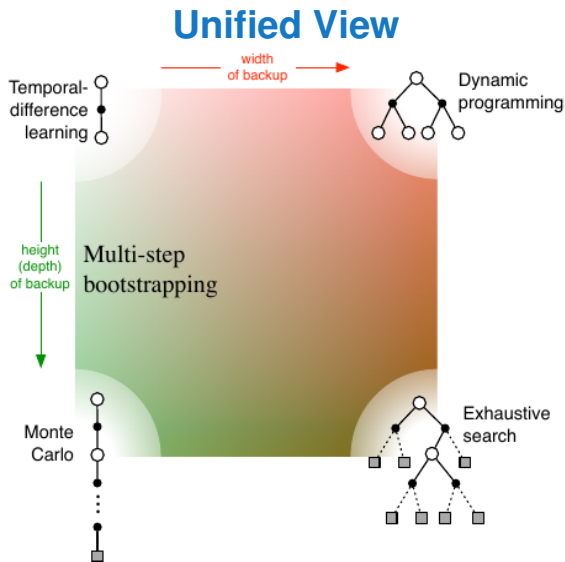 Unified View
width
of backup
Temporal-
difference
learning
Dynamic
programming
height
(depth)
of backup
Multi-step
bootstrapping
Monte
Carlo
Exhaustive
search